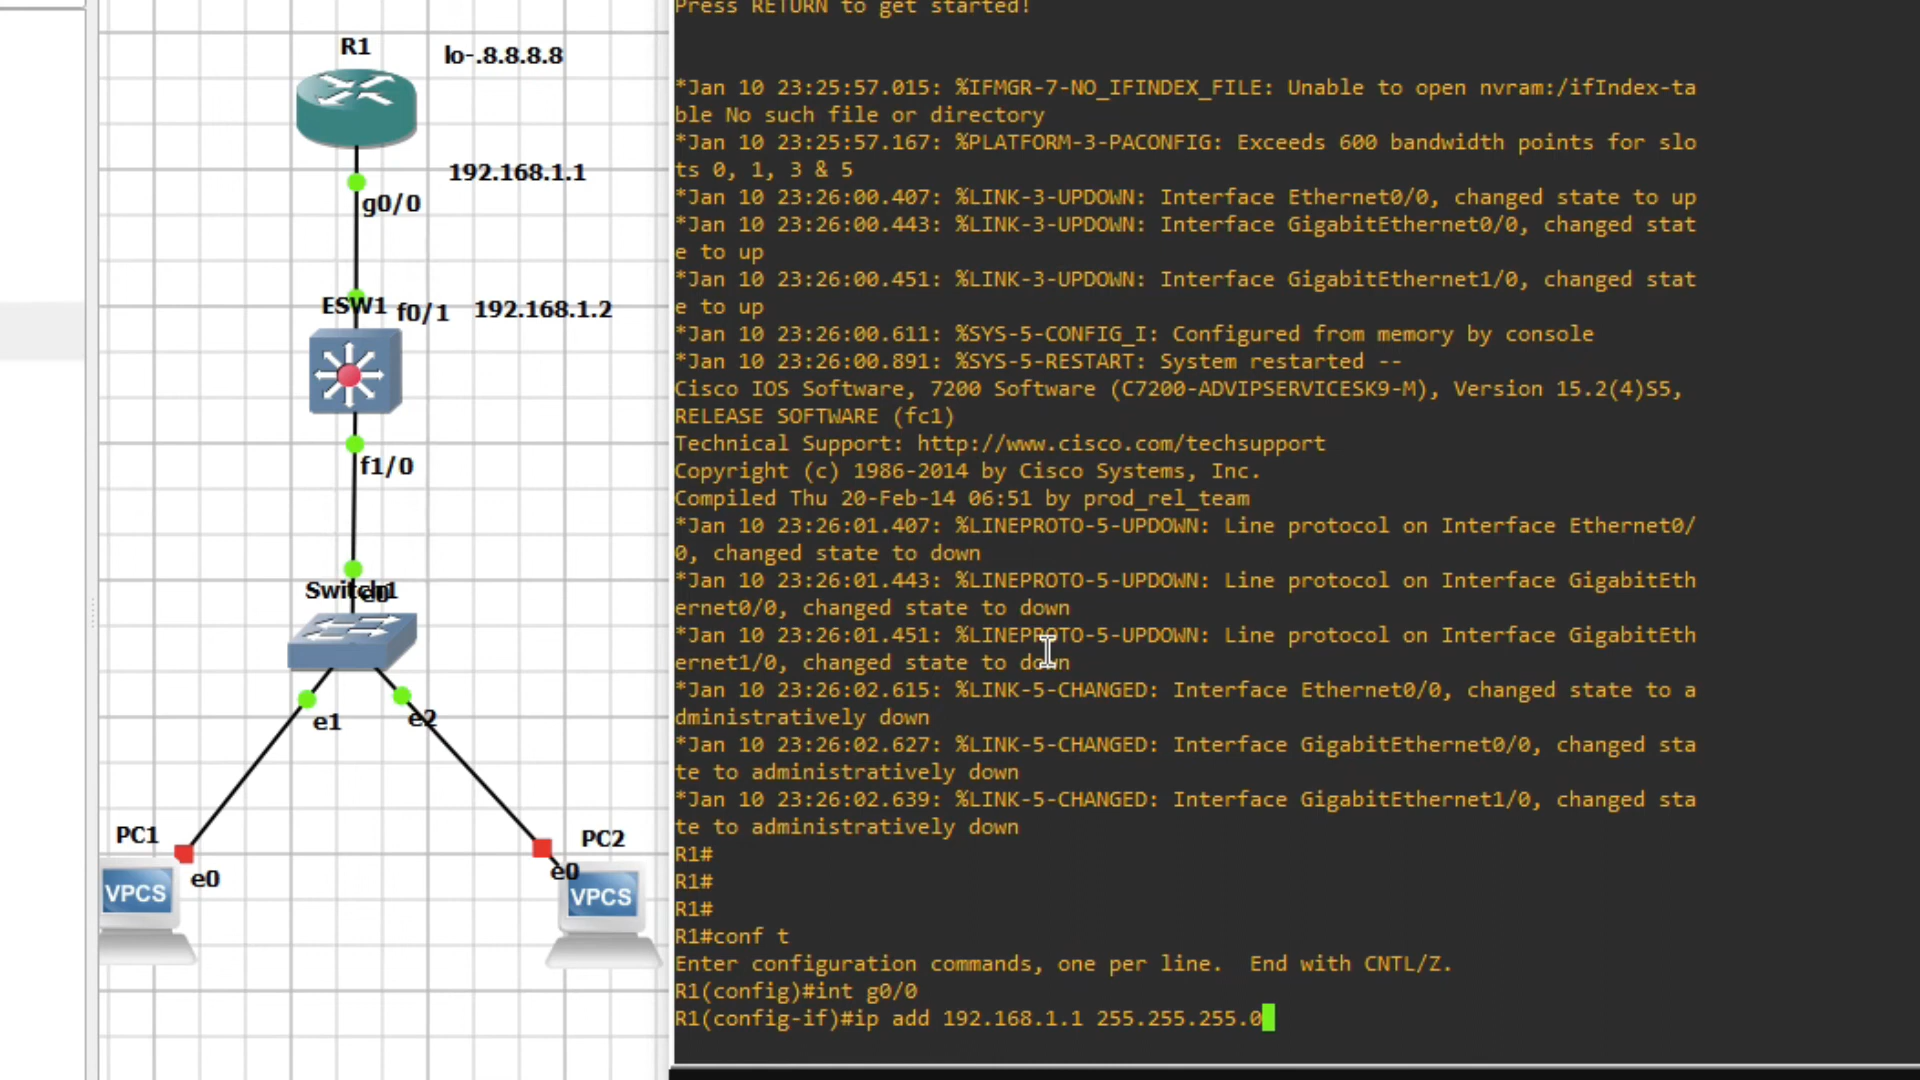 R1
lo-.8.8.8.8
192.168.1.1
g0/0
ESW1
f0/1
192.168.1.2
f1/0
Switch1
e0
e1
e2
PC1
e0
VPCS
PC2
e0
VPCS
Press RETURN to get started!
*Jan 10 23:25:57.015: %IFMGR-7-NO_IFINDEX_FILE: Unable to open nvram:/ifIndex-ta
ble No such file or directory
*Jan 10 23:25:57.167: %PLATFORM-3-PACONFIG: Exceeds 600 bandwidth points for slo
ts 0, 1, 3 & 5
*Jan 10 23:26:00.407: %LINK-3-UPDOWN: Interface Ethernet0/0, changed state to up
*Jan 10 23:26:00.443: %LINK-3-UPDOWN: Interface GigabitEthernet0/0, changed stat
e to up
*Jan 10 23:26:00.451: %LINK-3-UPDOWN: Interface GigabitEthernet1/0, changed stat
e to up
*Jan 10 23:26:00.611: %SYS-5-CONFIG_I: Configured from memory by console
*Jan 10 23:26:00.891: %SYS-5-RESTART: System restarted --
Cisco IOS Software, 7200 Software (C7200-ADVIPSERVICESK9-M), Version 15.2(4)S5,
RELEASE SOFTWARE (fc1)
Technical Support: http://www.cisco.com/techsupport
Copyright (c) 1986-2014 by Cisco Systems, Inc.
Compiled Thu 20-Feb-14 06:51 by prod_rel_team
*Jan 10 23:26:01.407: %LINEPROTO-5-UPDOWN: Line protocol on Interface Ethernet0/
0, changed state to down
*Jan 10 23:26:01.443: %LINEPROTO-5-UPDOWN: Line protocol on Interface GigabitEth
ernet0/0, changed state to down
*Jan 10 23:26:01.451: %LINEPROTO-5-UPDOWN: Line protocol on Interface GigabitEth
ernet1/0, changed state to down
*Jan 10 23:26:02.615: %LINK-5-CHANGED: Interface Ethernet0/0, changed state to a
dministratively down
*Jan 10 23:26:02.627: %LINK-5-CHANGED: Interface GigabitEthernet0/0, changed sta
te to administratively down
*Jan 10 23:26:02.639: %LINK-5-CHANGED: Interface GigabitEthernet1/0, changed sta
te to administratively down
R1#
R1#
R1#
R1#conf t
Enter configuration commands, one per line.  End with CNTL/Z.
R1(config)#int g0/0
R1(config-if)#ip add 192.168.1.1 255.255.255.0